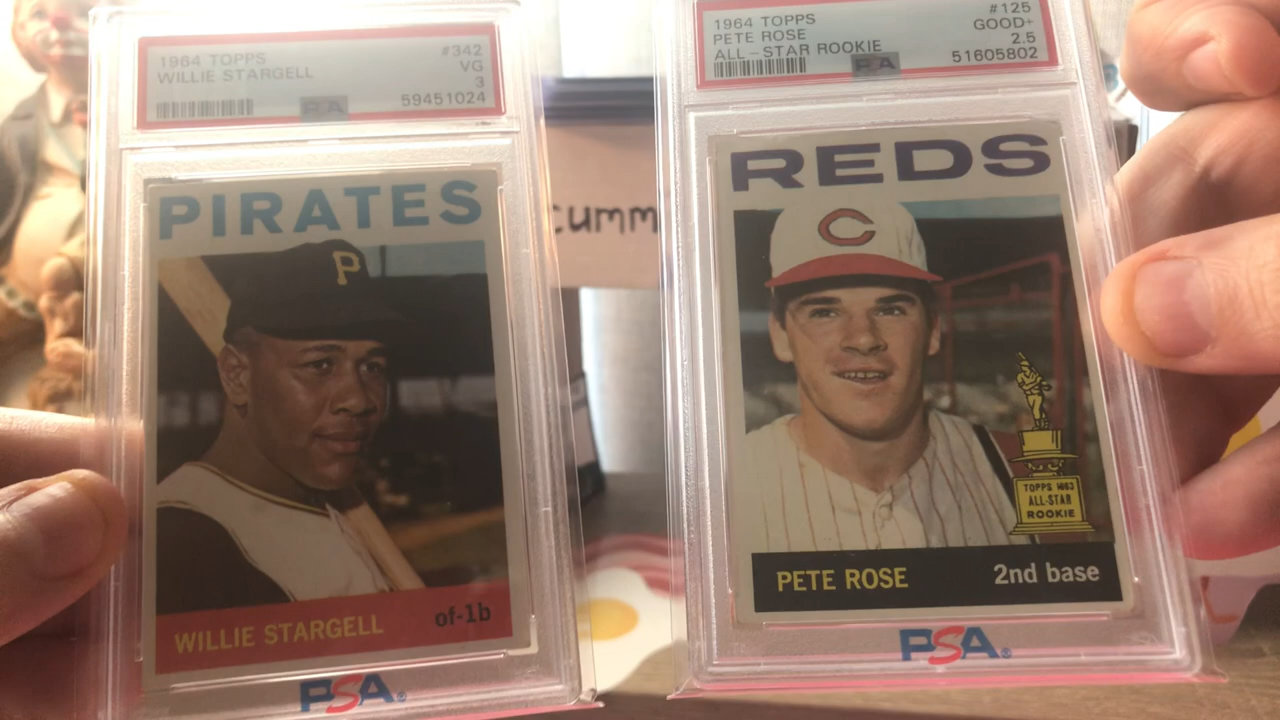 1964 TOPPS #342
WILLIE STARGELL VG
3
PSA 59451024
PIRATES
P
WILLIE STARGELL of-1b
PSA
cumm
1964 TOPPS #125
PETE ROSE GOOD+
ALL-STAR ROOKIE 2.5
PSA 51605802
REDS
C
TOPPS 1963
ALL-STAR
ROOKIE
PETE ROSE 2nd base
PSA